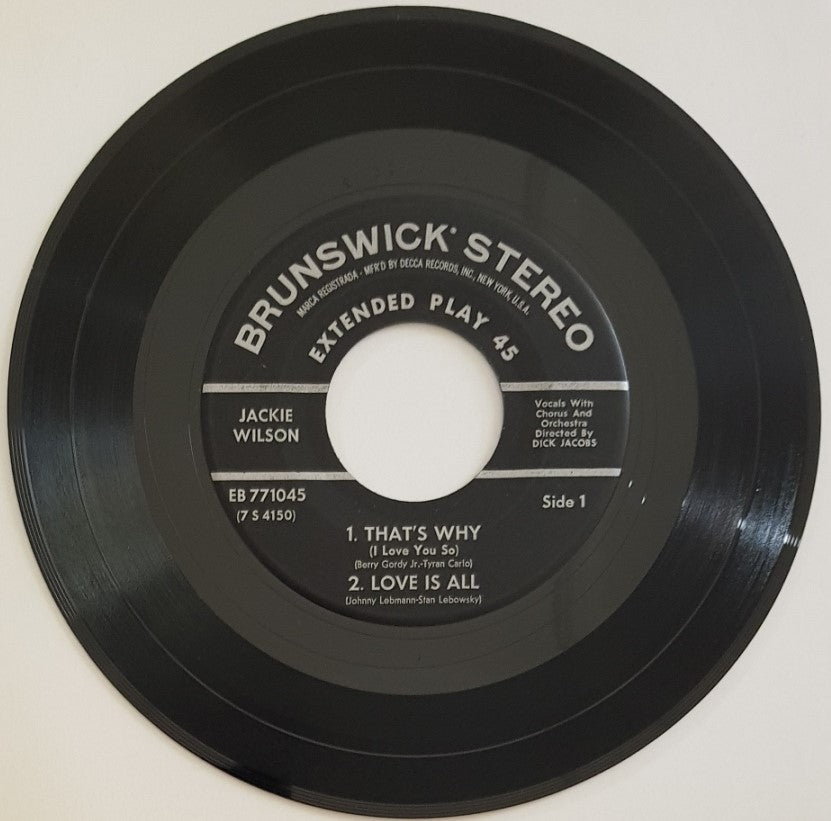 BRUNSWICK STEREO
MARCA REGISTRADA - MFR'D BY DECCA RECORDS, INC., NEW YORK, U.S.A.
EXTENDED PLAY 45
JACKIE
WILSON
Vocals With
Chorus And
Orchestra
Directed By
DICK JACOBS
EB 771045
(7 S 4150)
Side 1
1. THAT'S WHY
(I Love You So)
(Berry Gordy Jr.-Tyran Carlo)
2. LOVE IS ALL
(Johnny Lebmann-Stan Lebowsky)